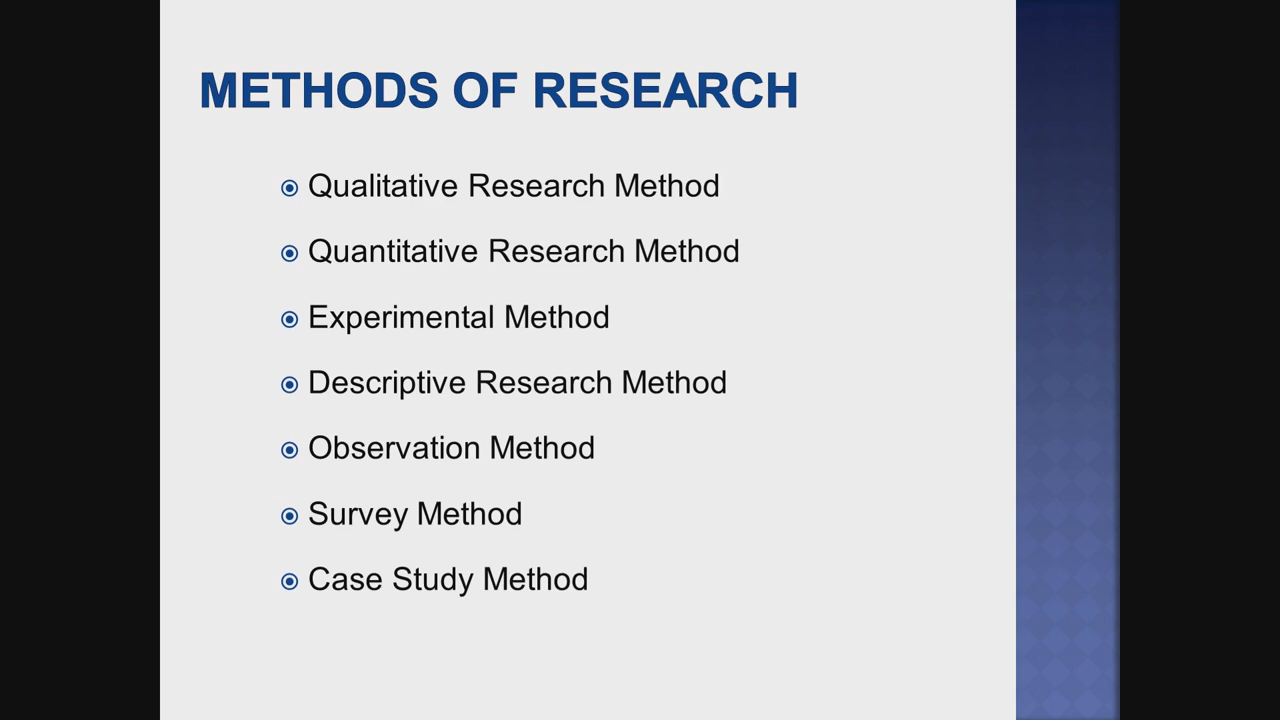 METHODS OF RESEARCH
Qualitative Research Method
Quantitative Research Method
Experimental Method
Descriptive Research Method
Observation Method
Survey Method
Case Study Method